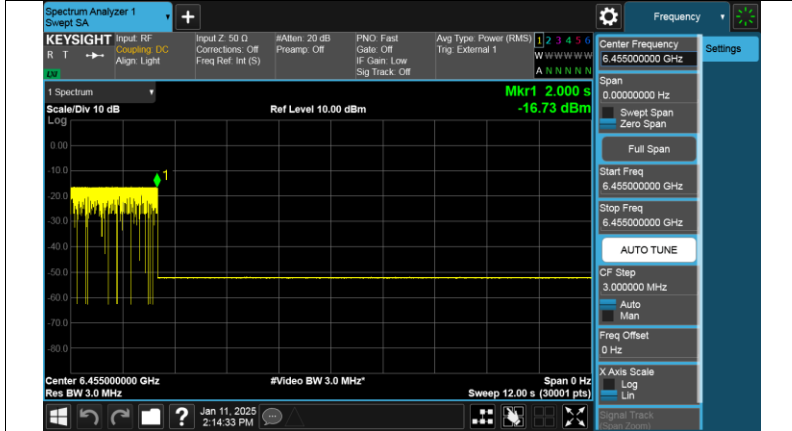 Spectrum Analyzer 1
Swept SA
+
Frequency
KEYSIGHT
R T
LXI
Input: RF
Coupling: DC
Align: Light
Input Z: 50 Ω
Corrections: Off
Freq Ref: Int (S)
#Atten: 20 dB
Preamp: Off
PNO: Fast
Gate: Off
IF Gain: Low
Sig Track: Off
Avg Type: Power (RMS)
Trig: External 1
1 2 3 4 5 6
W W W W W W
A N N N N N
1 Spectrum
Scale/Div 10 dB
Ref Level 10.00 dBm
Mkr1 2.000 s
-16.73 dBm
Log
0.00
-10.0
-20.0
-30.0
-40.0
-50.0
-60.0
-70.0
-80.0
1
Center 6.455000000 GHz
#Video BW 3.0 MHz*
Span 0 Hz
Res BW 3.0 MHz
Sweep 12.00 s (30001 pts)
?
Jan 11, 2025
2:14:33 PM
Center Frequency
6.455000000 GHz
Settings
Span
0.00000000 Hz
Swept Span
Zero Span
Full Span
Start Freq
6.455000000 GHz
Stop Freq
6.455000000 GHz
AUTO TUNE
CF Step
3.000000 MHz
Auto
Man
Freq Offset
0 Hz
X Axis Scale
Log
Lin
Signal Track
(Span Zoom)